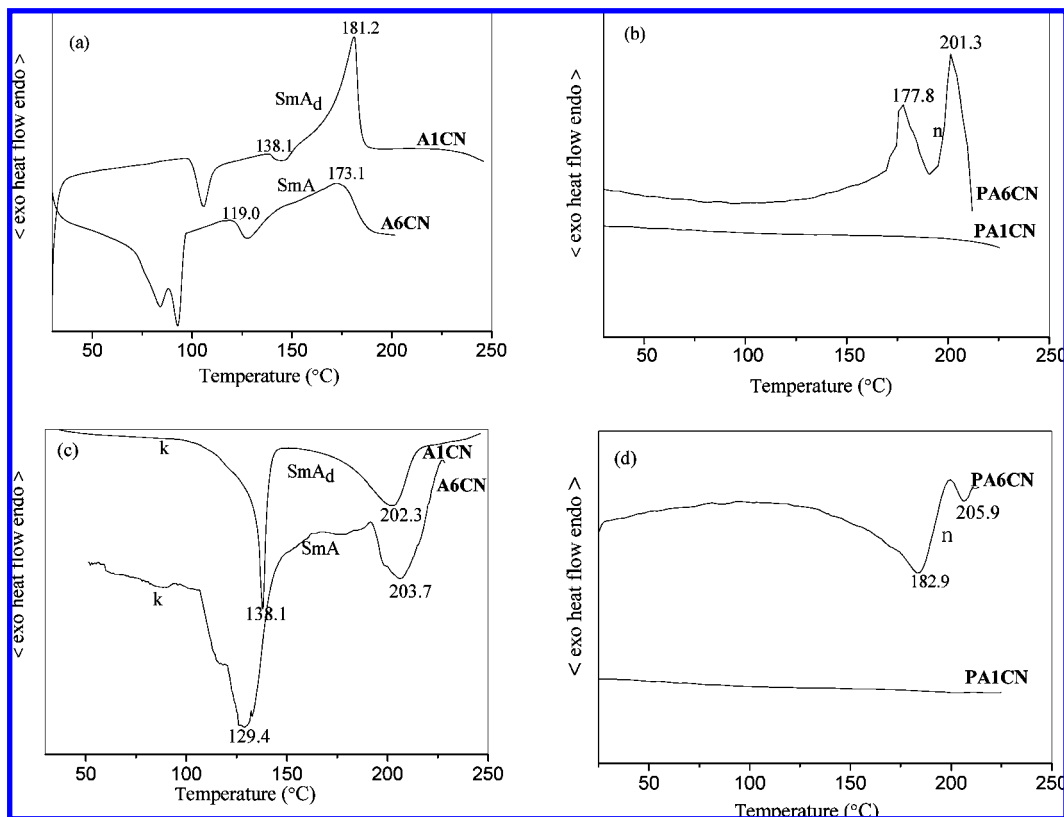 (a)
181.2
SmAd
138.1
A1CN
SmA
173.1
119.0
A6CN
< exo heat flow endo >
50 100 150 200 250
Temperature (°C)
(b)
201.3
177.8
n
PA6CN
PA1CN
< exo heat flow endo >
50 100 150 200 250
Temperature (°C)
(c)
k
SmAd
A1CN
A6CN
202.3
SmA
203.7
k
138.1
129.4
< exo heat flow endo >
50 100 150 200 250
Temperature (°C)
(d)
PA6CN
205.9
n
182.9
PA1CN
< exo heat flow endo >
50 100 150 200 250
Temperature (°C)